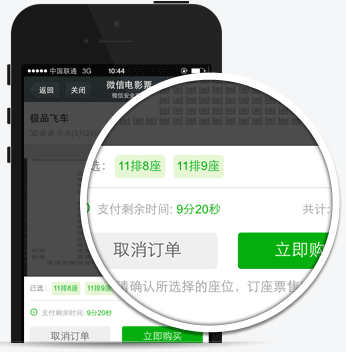 中国联通 3G 10:44
返回 关闭 微信电影票
微信安全
极品飞车
已选: 11排8座 11排9座
支付剩余时间: 9分20秒
取消订单 立即购买
选: 11排8座 11排9座
支付剩余时间: 9分20秒 共计:
取消订单 立即购
请确认所选择的座位，订座票售